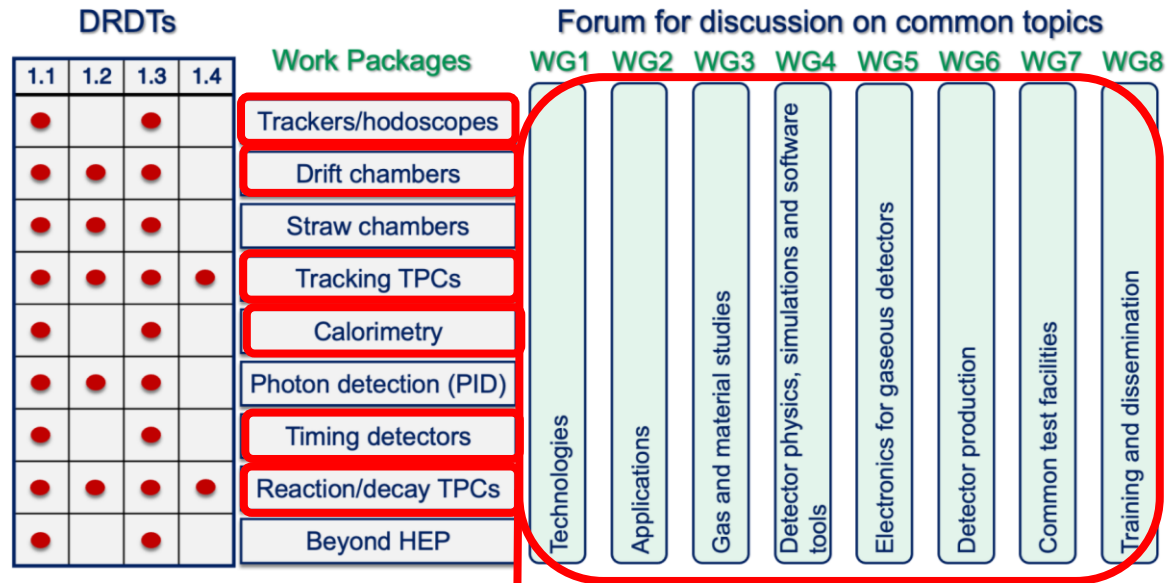 DRDTs
Forum for discussion on common topics
Work Packages
WG1 WG2 WG3 WG4 WG5 WG6 WG7 WG8
1.1 1.2 1.3 1.4
Trackers/hodoscopes
Drift chambers
Straw chambers
Tracking TPCs
Calorimetry
Photon detection (PID)
Timing detectors
Reaction/decay TPCs
Beyond HEP
Technologies
Applications
Gas and material studies
Detector physics, simulations and software
tools
Electronics for gaseous detectors
Detector production
Common test facilities
Training and dissemination